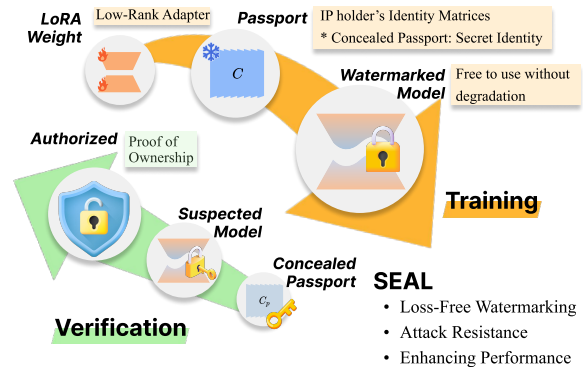 LoRA
Weight
Low-Rank Adapter
Passport
IP holder's Identity Matrices
* Concealed Passport: Secret Identity
C
Watermarked
Model
Free to use without
degradation
Training
Authorized
Proof of
Ownership
Suspected
Model
Concealed
Passport
Cp
Verification
SEAL
• Loss-Free Watermarking
• Attack Resistance
• Enhancing Performance